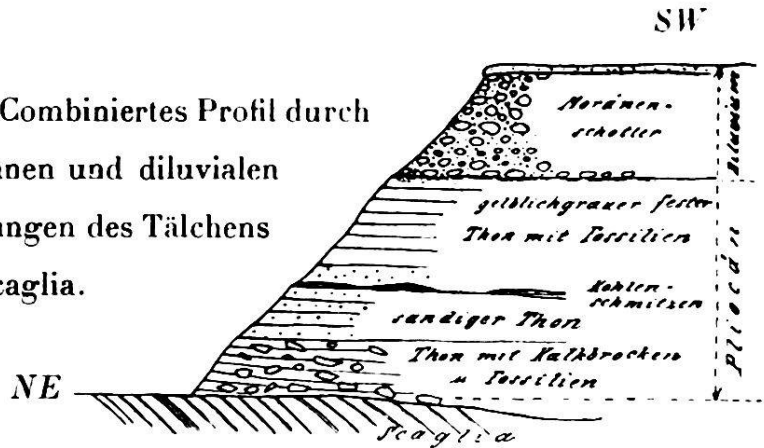 SW
Combiniertes Profil durch
nen und diluvialen
ngen des Tälchens
caglia.
Moränen-
schotter
Diluvium
gelblichgrauer fester
Thon mit Fossilien
Kohlen-
schmitzen
sandiger Thon
Pliocän
Thon mit Kalkbrocken
u Fossilien
NE
Scaglia